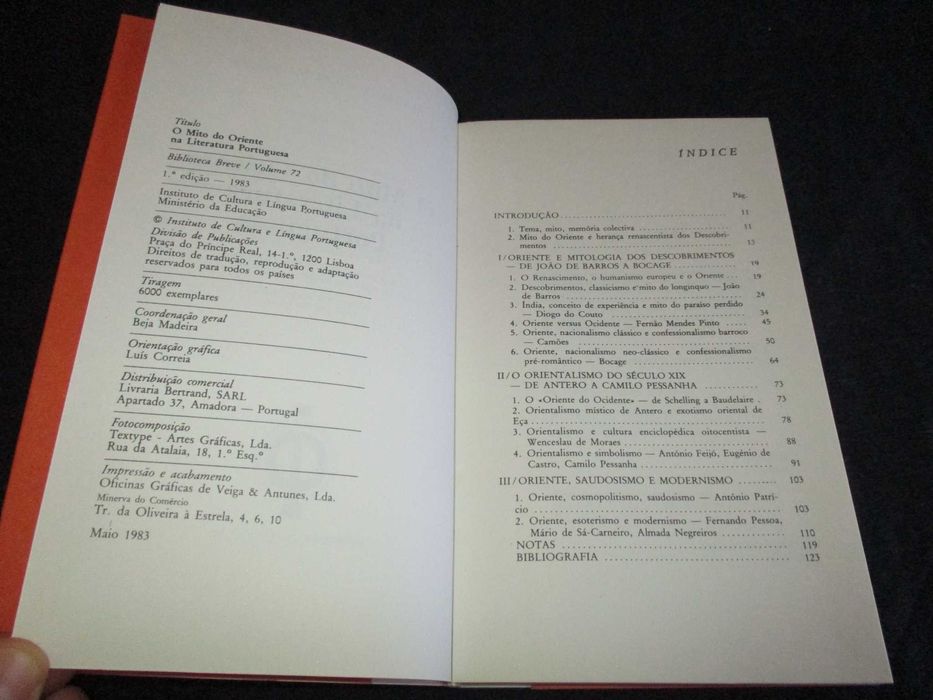 Título
O Mito do Oriente
na Literatura Portuguesa
Biblioteca Breve / Volume 72
1.ª edição — 1983
Instituto de Cultura e Língua Portuguesa
Ministério da Educação
© Instituto de Cultura e Língua Portuguesa
Divisão de Publicações
Praça do Príncipe Real, 14-1.º, 1200 Lisboa
Direitos de tradução, reprodução e adaptação
reservados para todos os países
Tiragem
6000 exemplares
Coordenação geral
Beja Madeira
Orientação gráfica
Luís Correia
Distribuição comercial
Livraria Bertrand, SARL
Apartado 37, Amadora — Portugal
Fotocomposição
Textype - Artes Gráficas, Lda.
Rua da Atalaia, 18, 1.º Esq.º
Impressão e acabamento
Oficinas Gráficas de Veiga & Antunes, Lda.
Minerva do Comércio
Tr. da Oliveira à Estrela, 4, 6, 10
Maio 1983
ÍNDICE
Pág.
INTRODUÇÃO 11
1. Tema, mito, memória colectiva 11
2. Mito do Oriente e herança renascentista dos Descobri-
mentos 13
I/ORIENTE E MITOLOGIA DOS DESCOBRIMENTOS
— DE JOÃO DE BARROS A BOCAGE 19
1. O Renascimento, o humanismo europeu e o Oriente 19
2. Descobrimentos, classicismo e mito do longínquo — João
de Barros 24
3. Índia, conceito de experiência e mito do paraíso perdido
— Diogo do Couto 34
4. Oriente versus Ocidente — Fernão Mendes Pinto 45
5. Oriente, nacionalismo clássico e confessionalismo barroco
— Camões 50
6. Oriente, nacionalismo neo-clássico e confessionalismo
pré-romântico — Bocage 64
II/O ORIENTALISMO DO SÉCULO XIX
— DE ANTERO A CAMILO PESSANHA 73
1. O «Oriente do Ocidente» — de Schelling a Baudelaire 73
2. Orientalismo místico de Antero e exotismo oriental de
Eça 78
3. Orientalismo e cultura enciclopédica oitocentista —
Wenceslau de Moraes 88
4. Orientalismo e simbolismo — António Feijó, Eugénio de
Castro, Camilo Pessanha 91
III/ORIENTE, SAUDOSISMO E MODERNISMO 103
1. Oriente, cosmopolitismo, saudosismo — António Patrí-
cio 103
2. Oriente, esoterismo e modernismo — Fernando Pessoa,
Mário de Sá-Carneiro, Almada Negreiros 110
NOTAS 119
BIBLIOGRAFIA 123